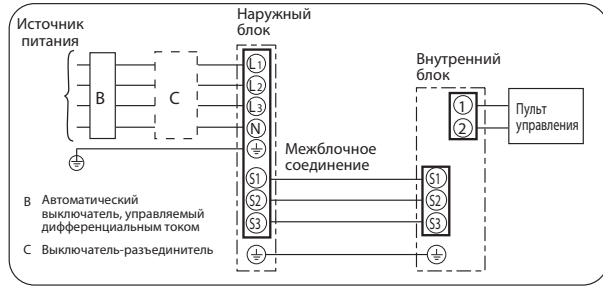 Источник
питания
Наружный
блок
Внутренний
блок
B
C
L1
L2
L3
N
S1
S2
S3
Межблочное
соединение
1
2
Пульт
управления
S1
S2
S3
B Автоматический
выключатель, управляемый
дифференциальным током
C Выключатель-разъединитель